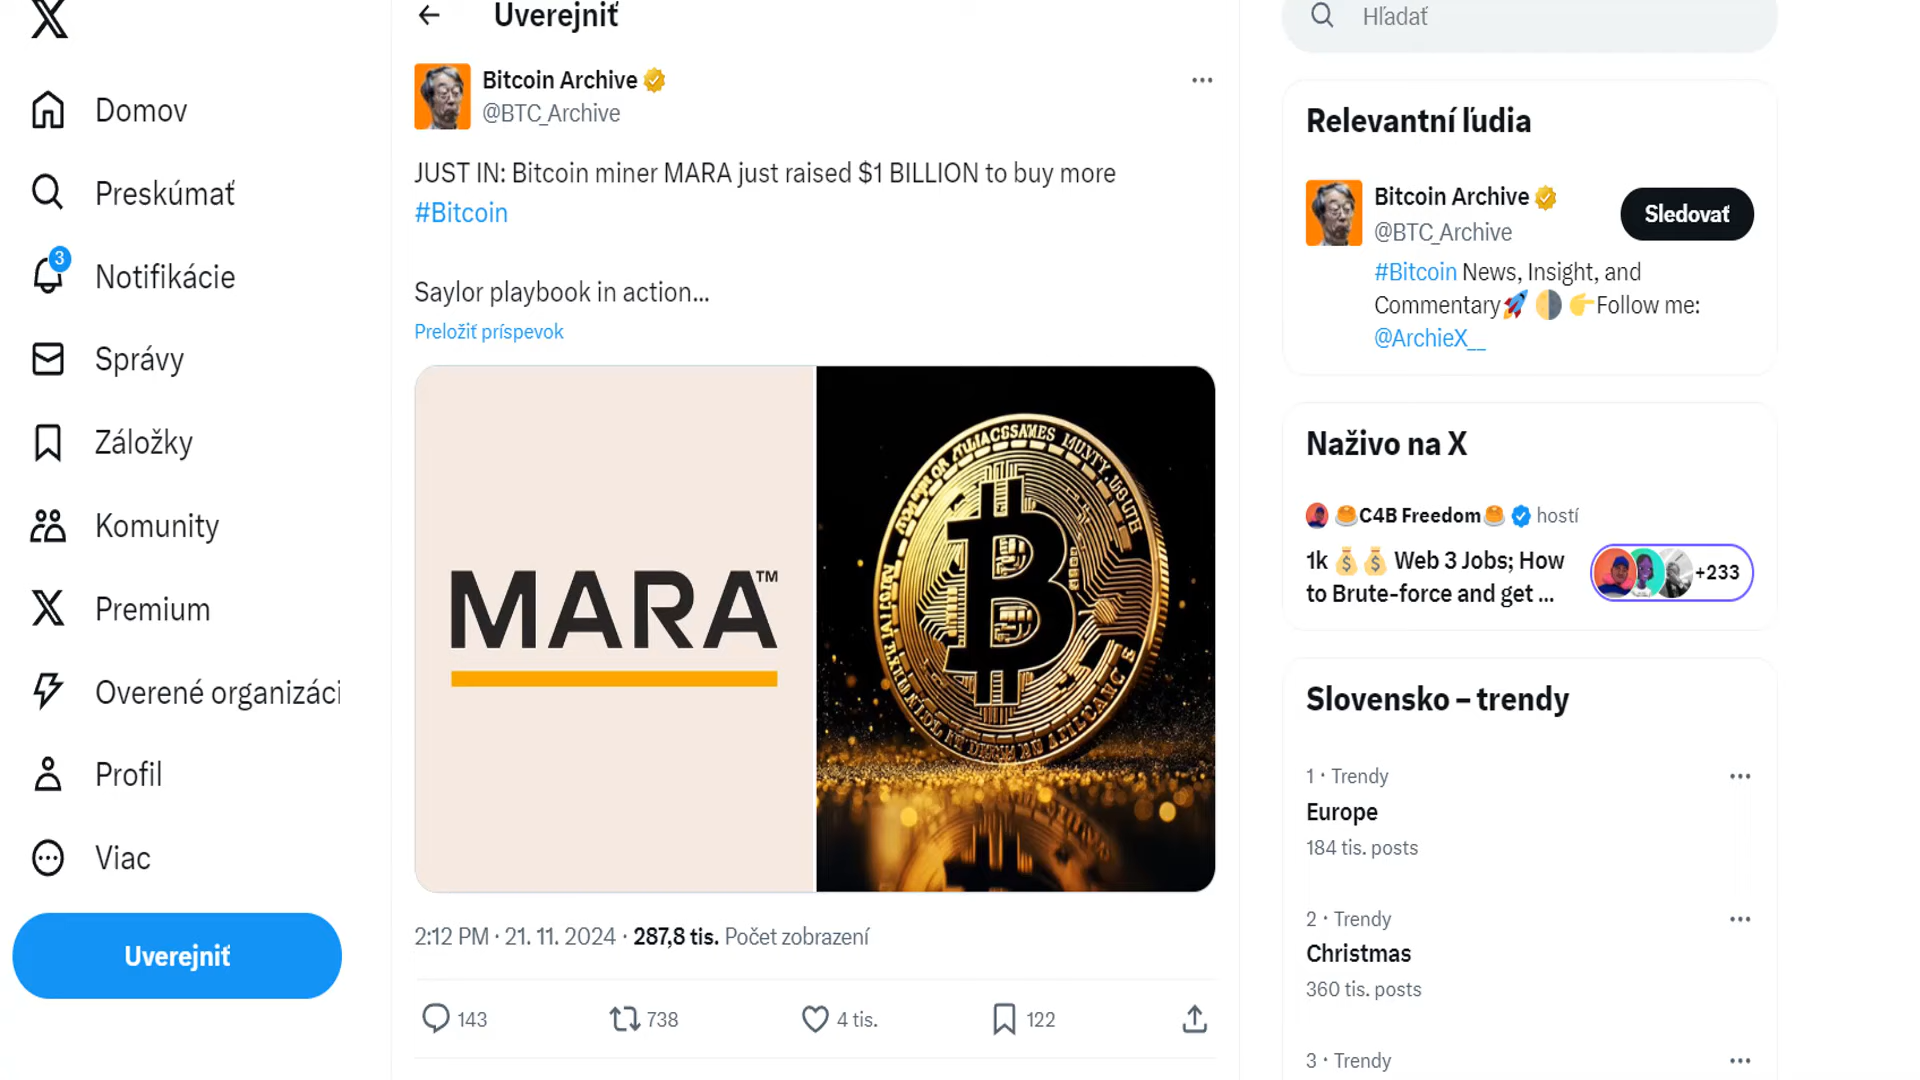 Uverejniť
Domov
Preskúmať
3
Notifikácie
Správy
Záložky
Komunity
Premium
Overené organizáci
Profil
Viac
Uverejniť
Bitcoin Archive
@BTC_Archive
JUST IN: Bitcoin miner MARA just raised $1 BILLION to buy more
#Bitcoin
Saylor playbook in action...
Preložiť príspevok
MARA™
2:12 PM · 21. 11. 2024 · 287,8 tis. Počet zobrazení
143
738
4 tis.
122
Hľadať
Relevantní ľudia
Bitcoin Archive
@BTC_Archive
Sledovať
#Bitcoin News, Insight, and
Commentary🚀 🌗 👉Follow me:
@ArchieX__
Naživo na X
🥞C4B Freedom🥞 hostí
1k 💰💰 Web 3 Jobs; How
to Brute-force and get ...
+233
Slovensko – trendy
1 · Trendy
Europe
184 tis. posts
2 · Trendy
Christmas
360 tis. posts
3 · Trendy